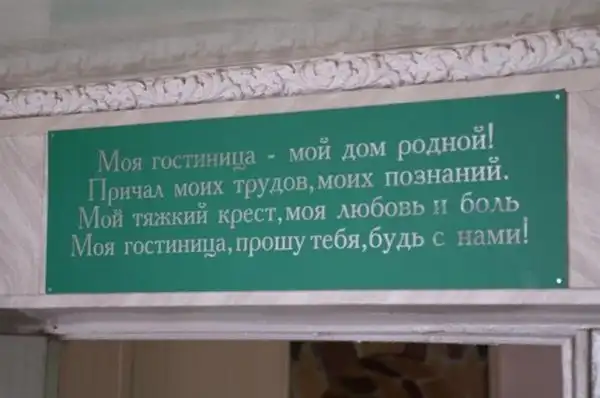 Моя гостиница - мой дом родной!
Причал моих трудов, моих познаний.
Мой тяжкий крест, моя любовь и боль
Моя гостиница, прошу тебя, будь с нами!